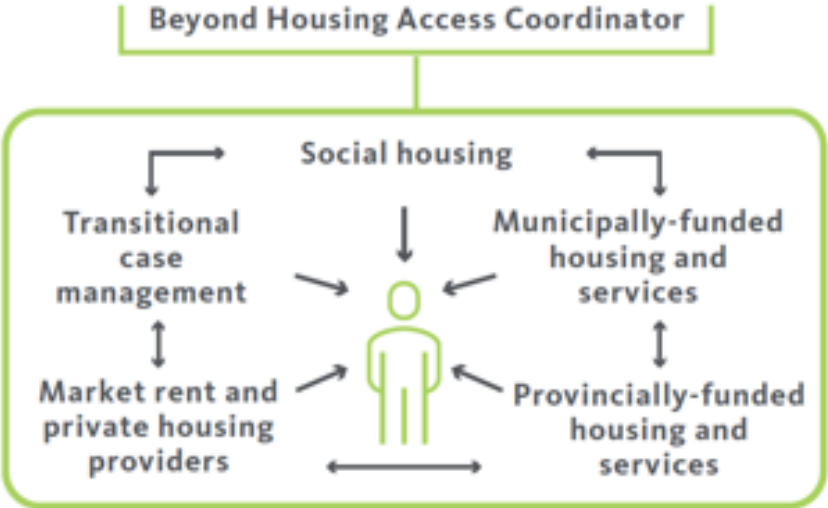 Beyond Housing Access Coordinator
Social housing
Transitional
case
management
Municipally-funded
housing and
services
Market rent and
private housing
providers
Provincially-funded
housing and
services